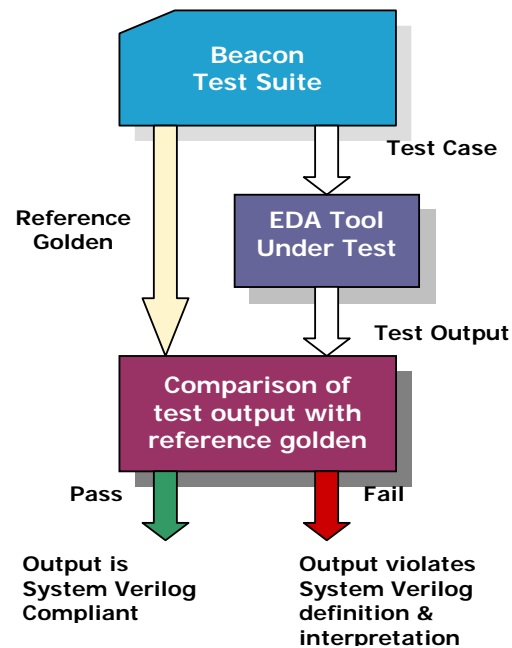 Beacon
Test Suite
Test Case
Reference
Golden
EDA Tool
Under Test
Test Output
Comparison of
test output with
reference golden
Pass
Fail
Output is
System Verilog
Compliant
Output violates
System Verilog
definition &
interpretation